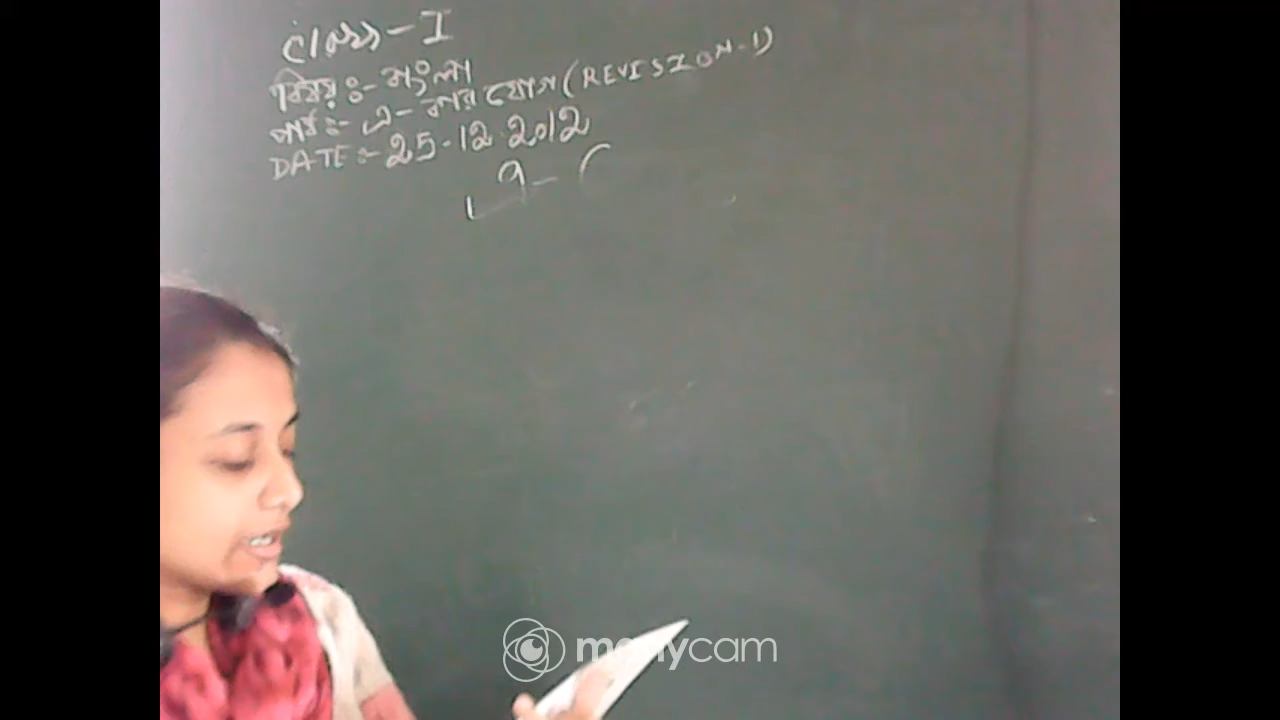 Class - I
বিষয় :- বাংলা
পাঠ :- এ-কার যোগ (REVISION-1)
DATE :- 25.12.2012
এ - ে
manycam